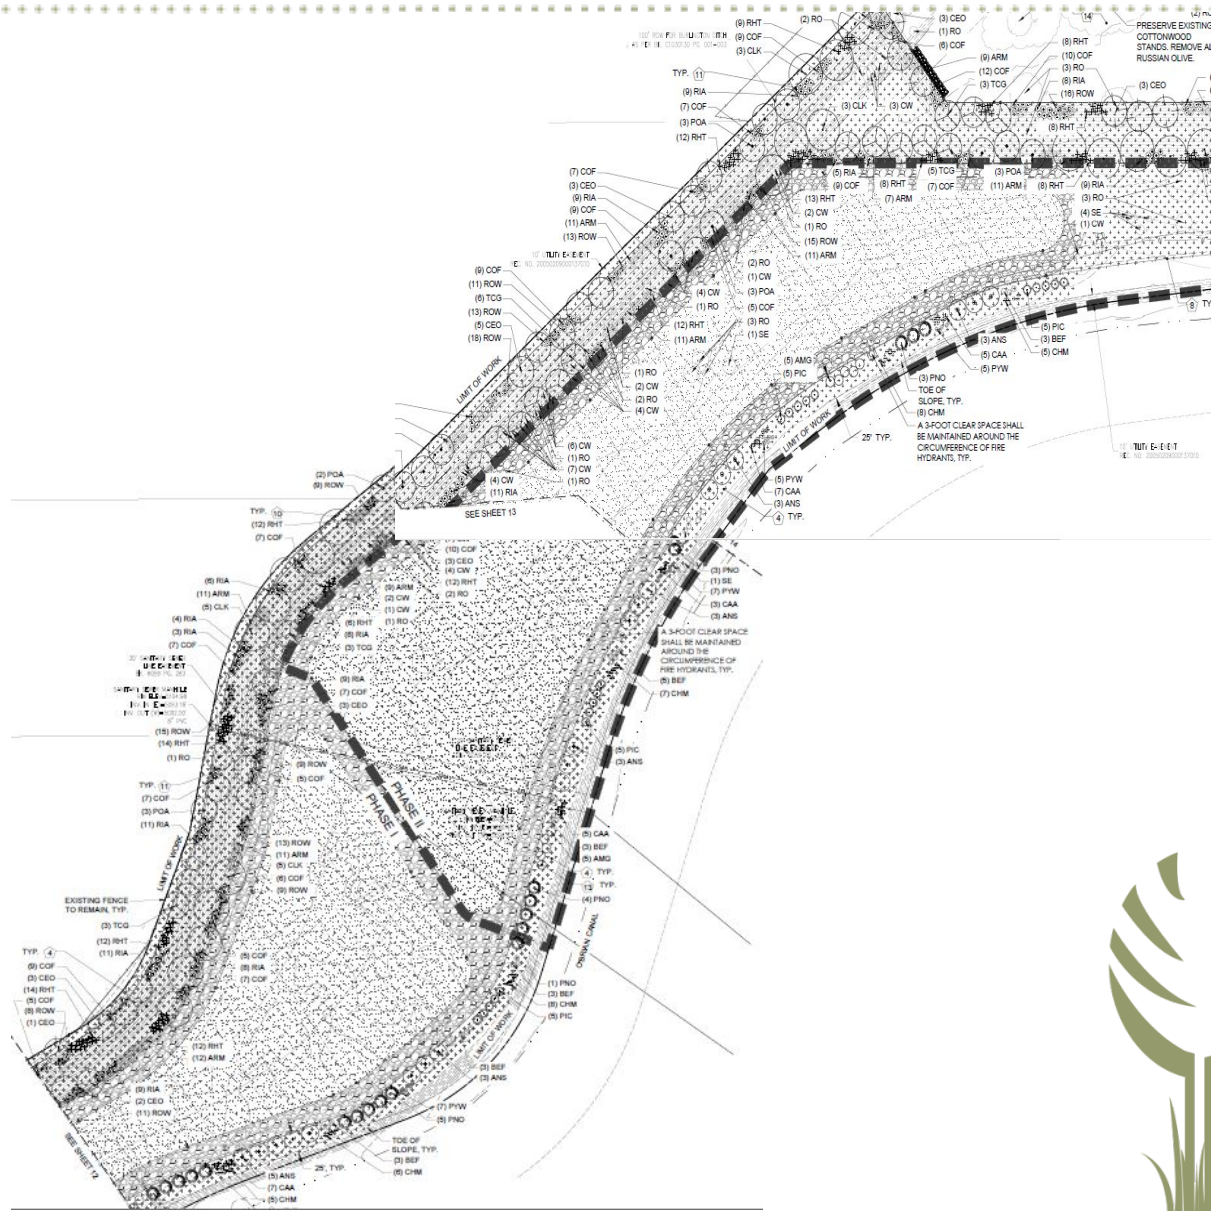 (9) RHT
(9) COF
(3) CLK
(2) RO
(3) CEO
(1) RO
(6) COF
14
PRESERVE EXISTING
COTTONWOOD
STANDS. REMOVE
RUSSIAN OLIVE.
(8) RHT
(10) COF
(3) RO
(8) RIA
(16) ROW
(9) ARM
(12) COF
(3) TCG
(3) CEO
TYP. 11
(9) RIA
(7) COF
(3) POA
(12) RHT
(3) CLK
(3) CW
(8) RHT
(7) COF
(3) CEO
(9) RIA
(9) COF
(11) ARM
(13) ROW
(5) RIA
(9) COF
(8) RHT
(7) ARM
(5) TCG
(7) COF
(3) POA
(11) ARM
(8) RHT
(9) RIA
(3) RO
(4) SE
(1) CW
(13) RHT
(2) CW
(1) RO
(15) ROW
(11) ARM
10' UTILITY EASEMENT
(9) COF
(11) ROW
(6) TCG
(13) ROW
(5) CEO
(18) ROW
(2) RO
(1) CW
(3) POA
(5) COF
(3) RO
(1) SE
(4) CW
(1) RO
(12) RHT
(11) ARM
8
(5) PIC
(3) BEF
(5) CHM
(3) ANS
(5) CAA
(5) PYW
LIMIT OF WORK
(1) RO
(2) CW
(2) RO
(4) CW
(5) AMG
(5) PIC
(3) PNO
TOE OF
SLOPE, TYP.
(8) CHM
A 3-FOOT CLEAR SPACE SHALL
BE MAINTAINED AROUND THE
CIRCUMFERENCE OF FIRE
HYDRANTS, TYP.
LIMIT OF WORK
25' TYP.
(6) CW
(1) RO
(7) CW
(1) RO
(4) CW
(11) RIA
(2) POA
(9) ROW
(5) PYW
(7) CAA
(3) ANS
4 TYP.
TYP. 10
(12) RHT
(7) COF
SEE SHEET 13
(10) COF
(3) CEO
(4) CW
(12) RHT
(2) RO
(9) ARM
(2) CW
(1) CW
(1) RO
(3) PNO
(1) SE
(7) PYW
(3) CAA
(3) ANS
(6) RIA
(11) ARM
(5) CLK
(4) RIA
(3) RIA
(7) COF
(6) RHT
(8) RIA
(3) TCG
A 3-FOOT CLEAR SPACE
SHALL BE MAINTAINED
AROUND THE
CIRCUMFERENCE OF
FIRE HYDRANTS, TYP.
(5) BEF
(7) CHM
(9) RIA
(7) COF
(3) CEO
(15) ROW
(14) RHT
(1) RO
(5) PIC
(3) ANS
(9) ROW
(5) COF
TYP. 11
(7) COF
(3) POA
(11) RIA
PHASE II
PHASE I
LIMIT OF WORK
(13) ROW
(11) ARM
(5) CLK
(6) COF
(9) ROW
(5) CAA
(3) BEF
(5) AMG
4 TYP.
13 TYP.
(4) PNO
EXISTING FENCE
TO REMAIN, TYP.
(3) TCG
(12) RHT
(11) RIA
O'BRIAN CANAL
TYP. 4
(9) COF
(3) CEO
(14) RHT
(5) COF
(6) ROW
(1) CEO
(5) COF
(8) RIA
(7) COF
(1) PNO
(3) BEF
(8) CHM
(5) PIC
LIMIT OF WORK
(12) RHT
(12) ARM
(3) BEF
(3) ANS
(9) RIA
(2) CEO
(11) ROW
(7) PYW
(5) PNO
SEE SHEET 12
TOE OF
SLOPE, TYP.
(3) BEF
(6) CHM
25', TYP.
(5) ANS
(7) CAA
(5) CHM